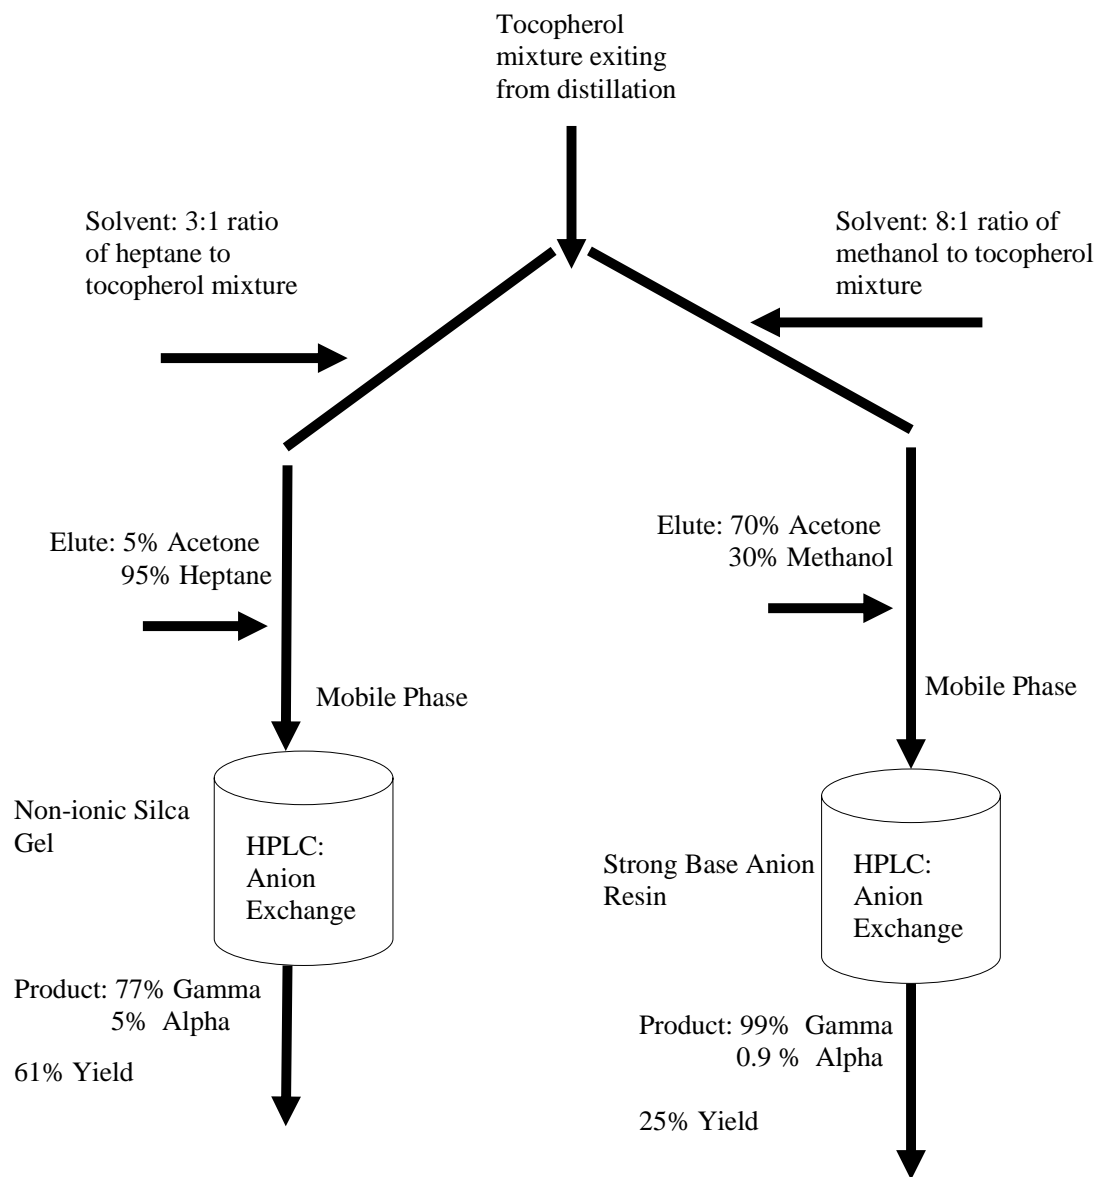 Tocopherol
mixture exiting
from distillation
Solvent: 3:1 ratio
of heptane to
tocopherol mixture
Solvent: 8:1 ratio of
methanol to tocopherol
mixture
Elute: 5% Acetone
95% Heptane
Elute: 70% Acetone
30% Methanol
Mobile Phase
Mobile Phase
Non-ionic Silca
Gel
HPLC:
Anion
Exchange
Strong Base Anion
Resin
HPLC:
Anion
Exchange
Product: 77% Gamma
5% Alpha
61% Yield
Product: 99% Gamma
0.9 % Alpha
25% Yield